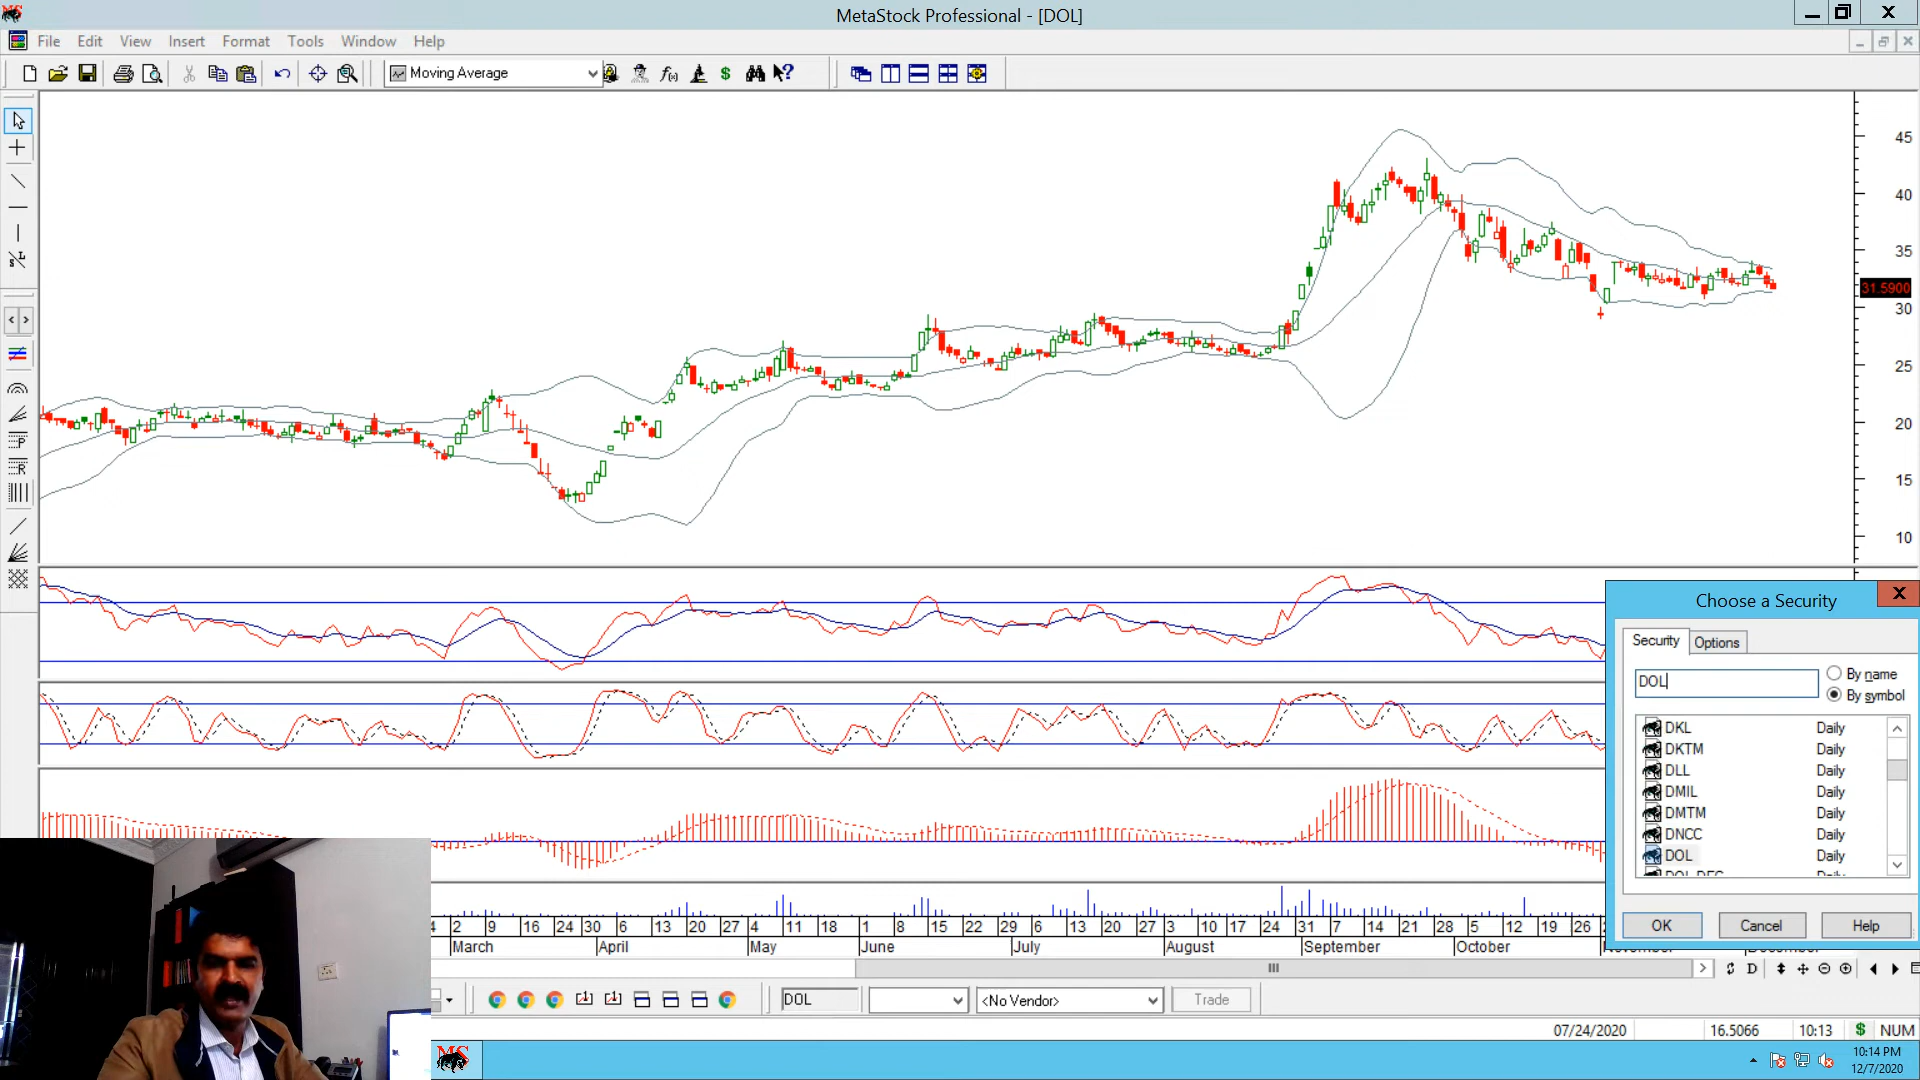 MetaStock Professional - [DOL]
File Edit View Insert Format Tools Window Help
Moving Average
45
40
35
31.5900
30
25
20
15
10
Choose a Security
Security Options
DOL
By name
By symbol
DKL Daily
DKTM Daily
DLL Daily
DMIL Daily
DMTM Daily
DNCC Daily
DOL Daily
OK Cancel Help
2 9 16 24 30 6 13 20 27 4 11 18 1 8 15 22 29 6 13 20 27 3 10 17 24 31 7 14 21 28 5 12 19 26
March April May June July August September October
DOL <No Vendor> Trade
07/24/2020 16.5066 10:13 $ NUM
MS
10:14 PM
12/7/2020